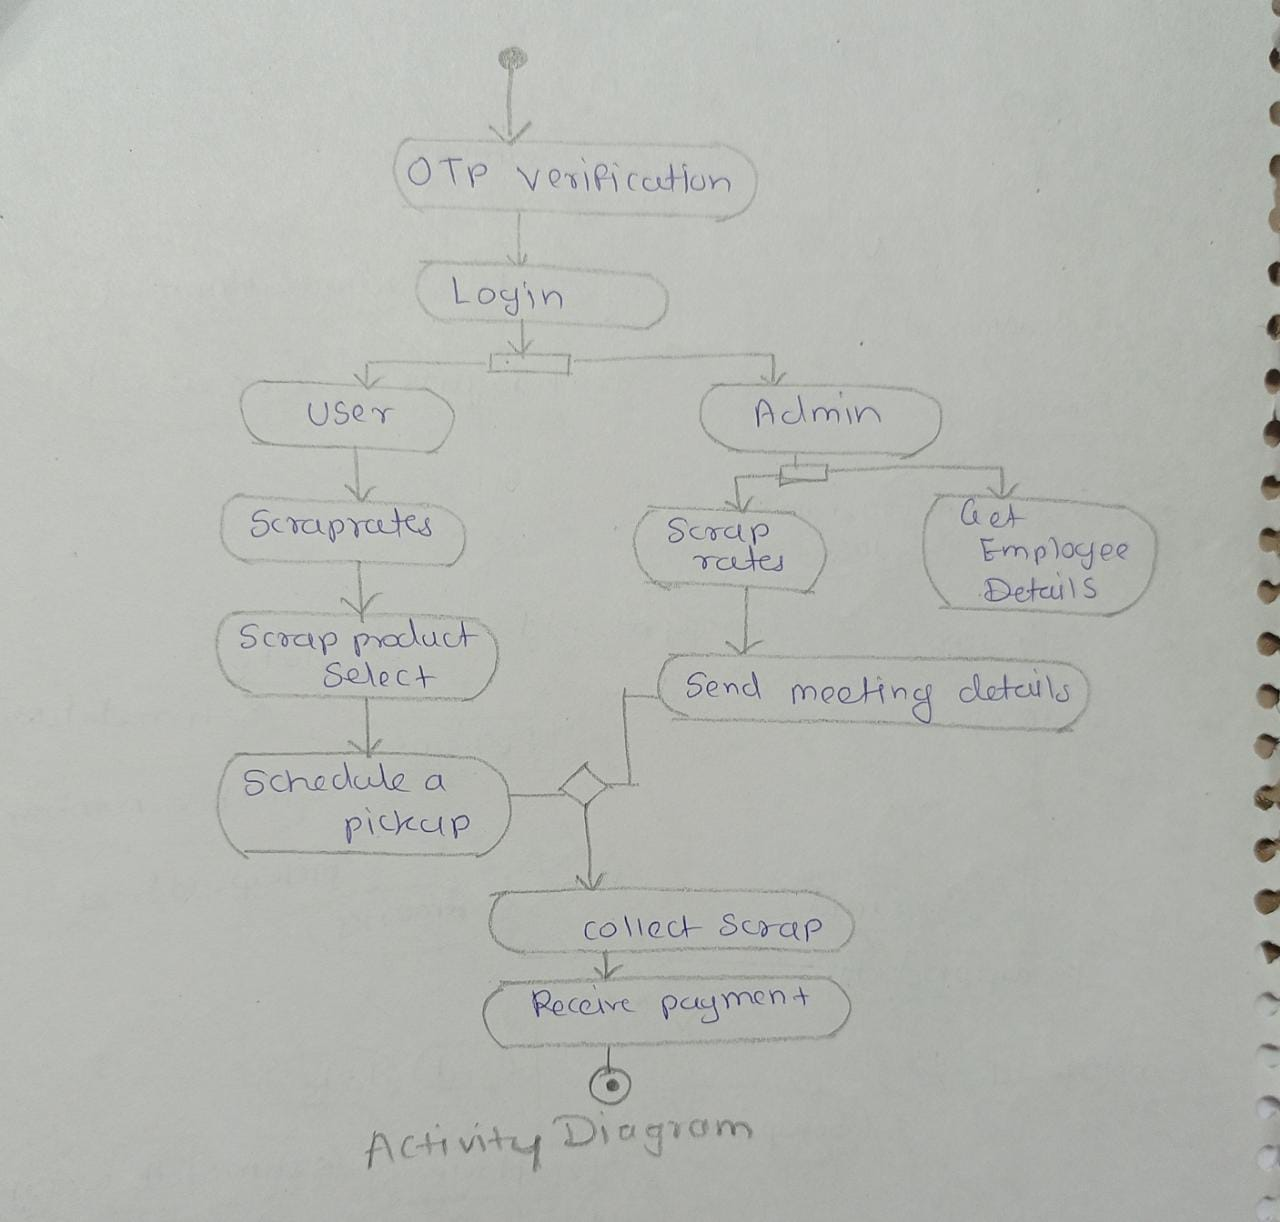 OTP verification
Login
User
Admin
Scraprates
Scrap
rates
Get
Employee
Details
Scrap product
Select
Send meeting details
Schedule a
pickup
collect scrap
Receive payment
Activity Diagram